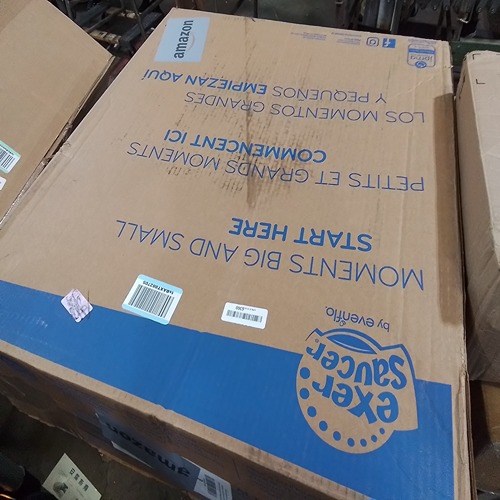 exer
saucer
by evenflo
MOMENTS BIG AND SMALL
START HERE
PETITS ET GRANDS MOMENTS
COMMENCENT ICI
LOS MOMENTOS GRANDES
Y PEQUEÑOS EMPIEZAN AQUÍ
amazon
amazon